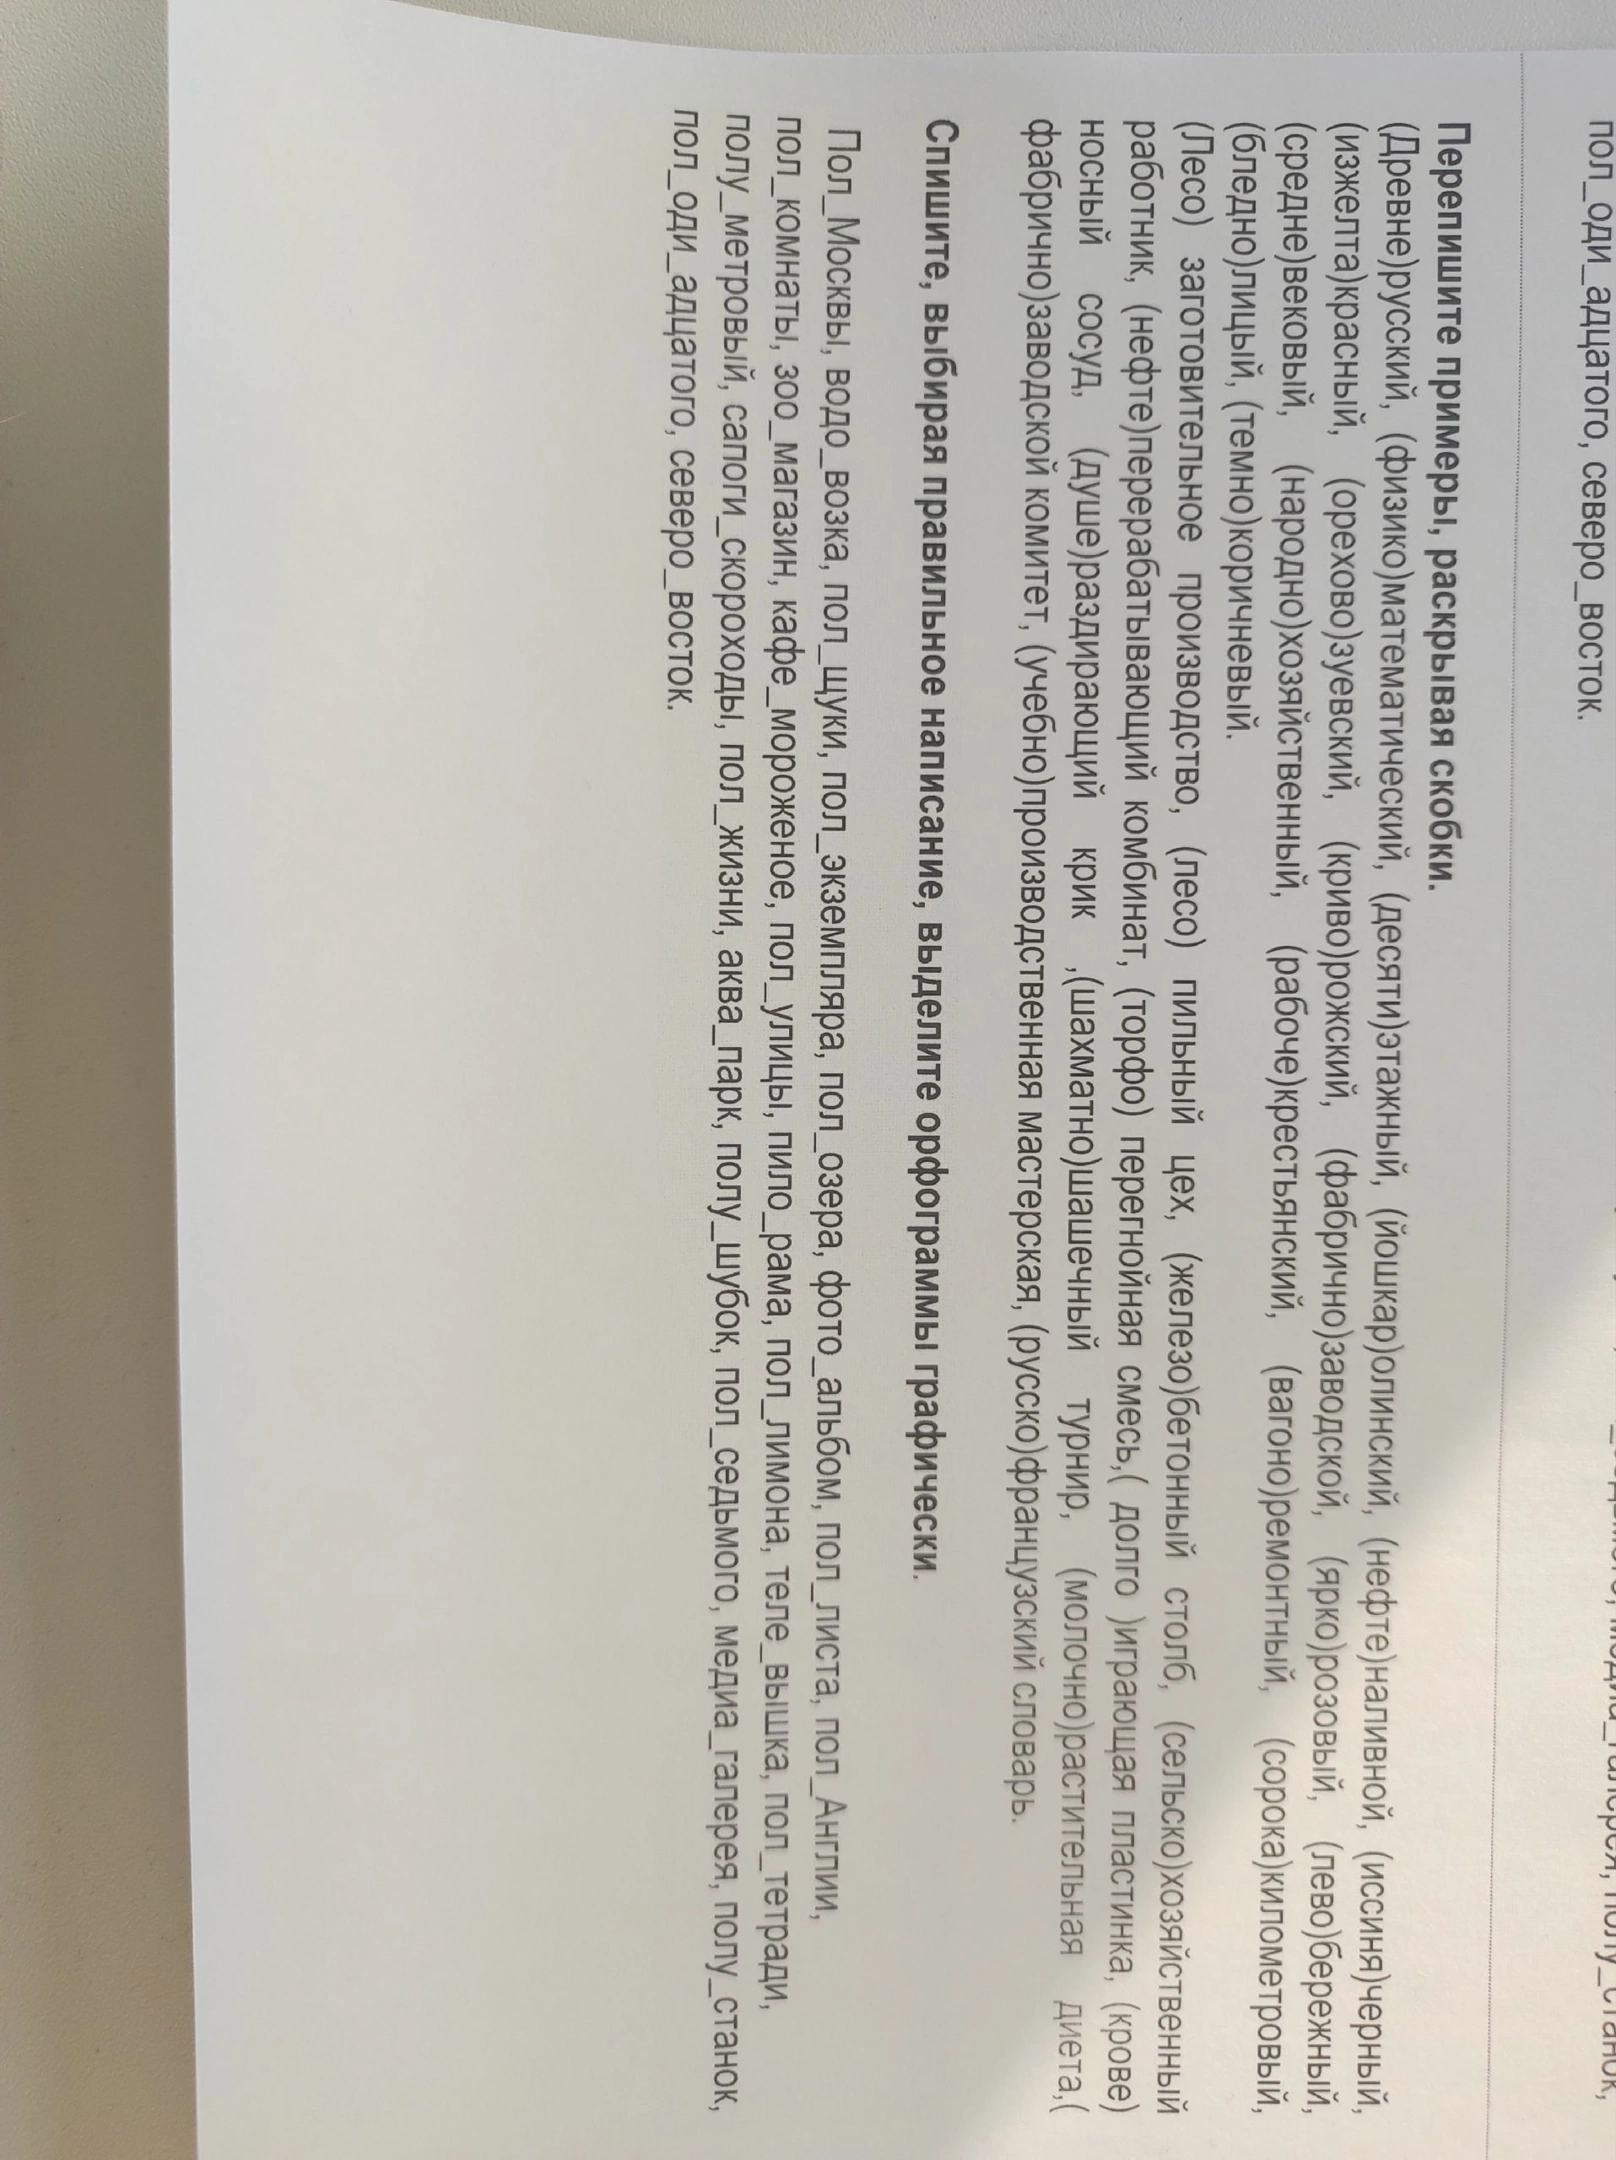 пол_оди_адцатого, северо_восток.
Перепишите примеры, раскрывая скобки.
(Древне)русский, (физико)математический, (десяти)этажный, (йошкар)олинский, (нефте)наливной, (иссиня)черный,
(изжелта)красный, (орехово)зуевский, (криво)рожский, (фабрично)заводской, (ярко)розовый, (лево)бережный,
(средне)вековый, (народно)хозяйственный, (рабоче)крестьянский, (вагоно)ремонтный, (сорока)километровый,
(бледно)лицый, (темно)коричневый.
(Лесо) заготовительное производство, (лесо) пильный цех, (железо)бетонный столб, (сельско)хозяйственный
работник, (нефте)перерабатывающий комбинат, (торфо) перегнойная смесь,( долго )играющая пластинка, (крове)
носный сосуд, (душе)раздирающий крик ,(шахматно)шашечный турнир, (молочно)растительная диета,(
фабрично)заводской комитет, (учебно)производственная мастерская, (русско)французский словарь.
Спишите, выбирая правильное написание, выделите орфограммы графически.
Пол_Москвы, водо_возка, пол_щуки, пол_экземпляра, пол_озера, фото_альбом, пол_листа, пол_Англии,
пол_комнаты, зоо_магазин, кафе_мороженое, пол_улицы, пило_рама, пол_лимона, теле_вышка, пол_тетради,
полу_метровый, сапоги_скороходы, пол_жизни, аква_парк, полу_шубок, пол_седьмого, медиа_галерея, полу_станок,
пол_оди_адцатого, северо_восток.